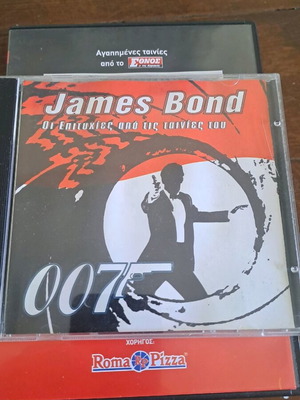 Αγαπημένες ταινίες
από το ΕΘΝΟΣ
James Bond
Οι Επιτυχίες από τις ταινίες του
007
ΧΟΡΗΓΟΣ:
Roma Pizza